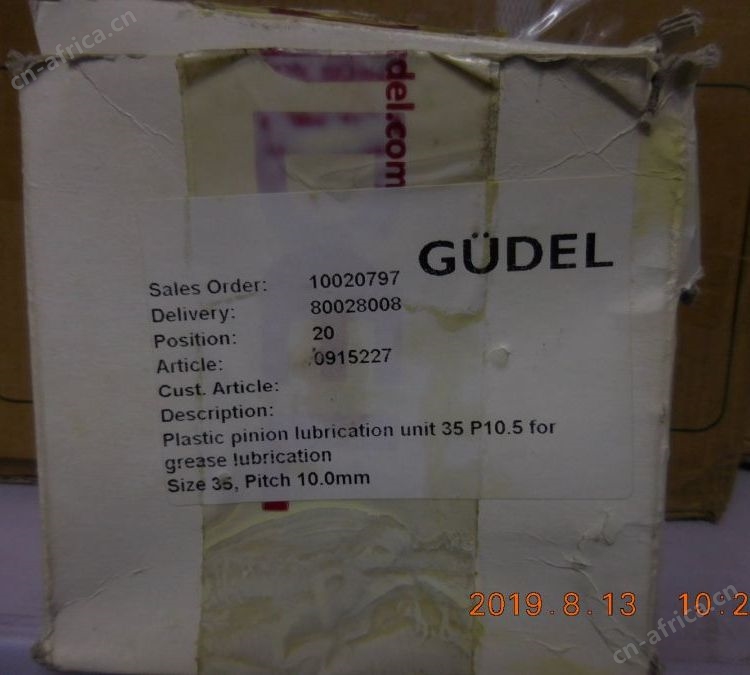 cn-africa.cn
del.com
GÜDEL
Sales Order: 10020797
Delivery: 80028008
Position: 20
Article: 0915227
Cust. Article:
Description:
Plastic pinion lubrication unit 35 P10.5 for
grease lubrication
Size 35, Pitch 10.0mm
2019.8.13 10:2
cn-africa.cn